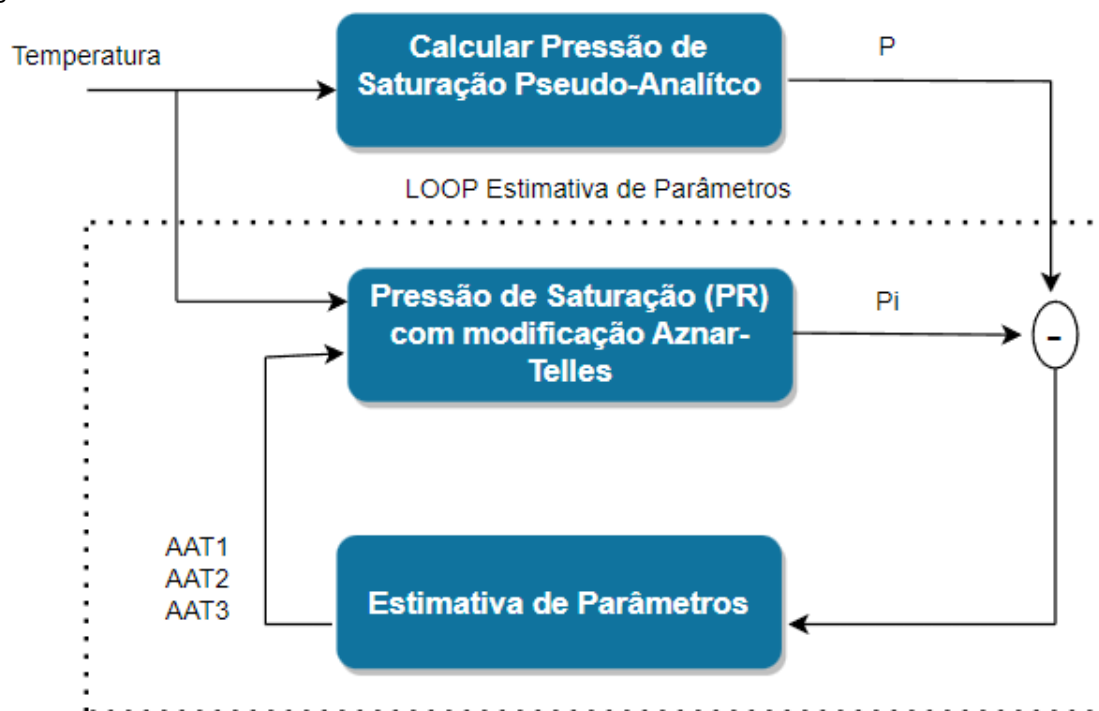 Temperatura
Calcular Pressão de
Saturação Pseudo-Analítco
P
LOOP Estimativa de Parâmetros
Pressão de Saturação (PR)
com modificação Aznar-
Telles
Pi
-
AAT1
AAT2
AAT3
Estimativa de Parâmetros